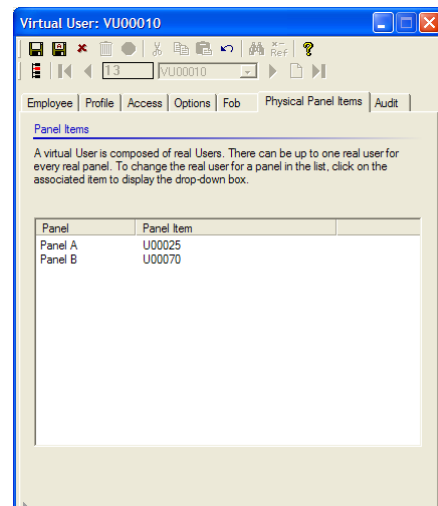 Virtual User: VU00010
x- Ref
13 VU00010
Employee Profile Access Options Fob Physical Panel Items Audit
Panel Items
A virtual User is composed of real Users. There can be up to one real user for
every real panel. To change the real user for a panel in the list, click on the
associated item to display the drop-down box.
Panel Panel Item
Panel A U00025
Panel B U00070